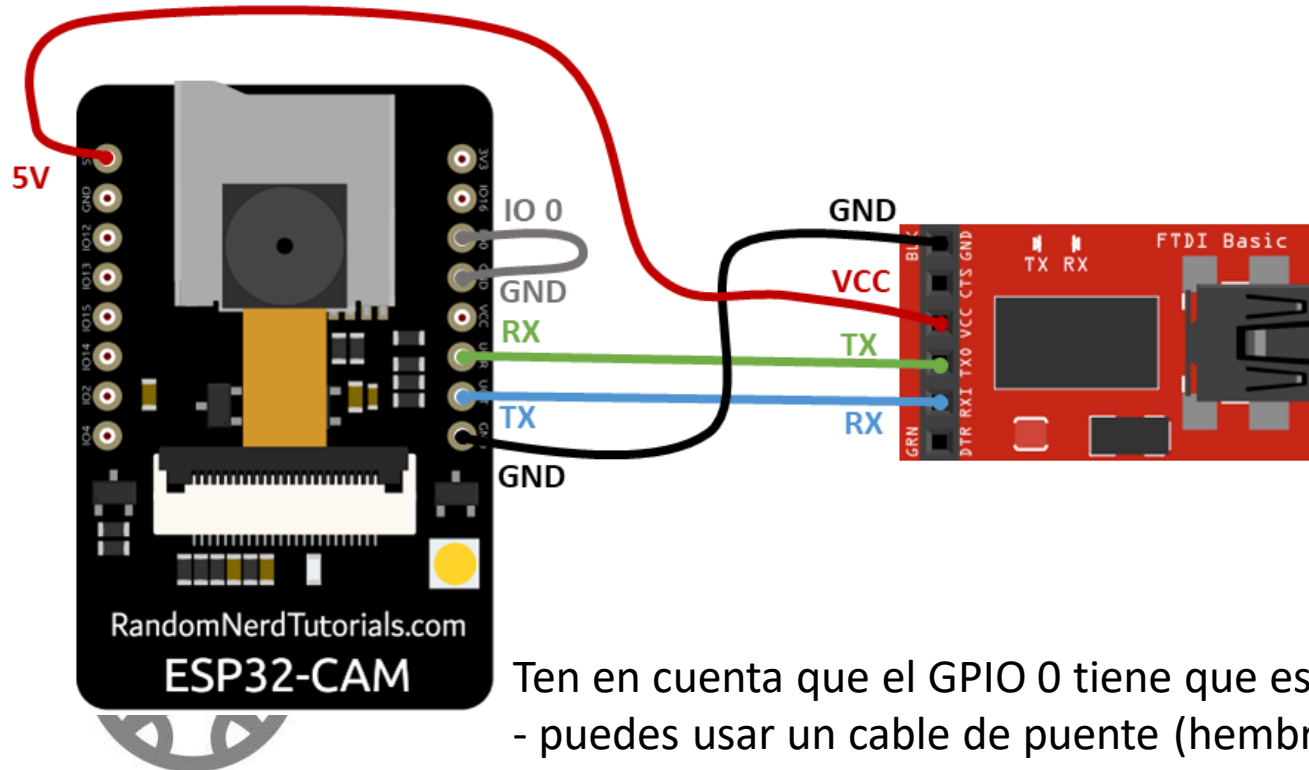 5V
5
GND
IO12
IO13
IO15
IO14
IO2
IO4
3V3
IO16
GND
VCC
IO 0
GND
RX
TX
GND
GND
VCC
TX
RX
BLK
GRN
GND
CTS
VCC
TXO
RXI
DTR
TX RX
FTDI Basic
RandomNerdTutorials.com
ESP32-CAM
Ten en cuenta que el GPIO 0 tiene que es
- puedes usar un cable de puente (hembr